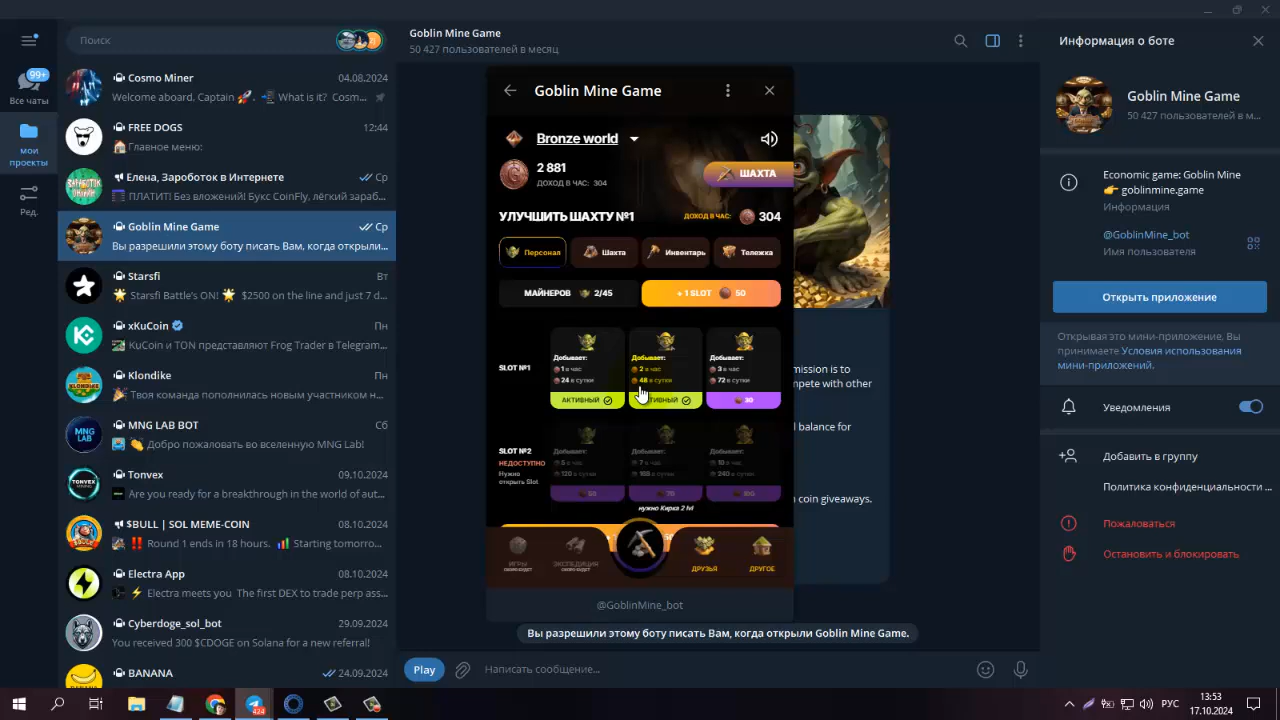 Поиск
99+
Все чаты
мои
проекты
Ред.
Cosmo Miner
04.08.2024
Welcome aboard, Captain 🚀. 📲 What is it? Cosm...
FREE DOGS
12:44
🏠Главное меню:
Елена, Зароботок в Интернете
Ср
ПЛАТИТ! Без вложений! Букс CoinFly, лёгкий зараб...
Goblin Mine Game
Ср
Вы разрешили этому боту писать Вам, когда открыли...
Starsfi
Вт
🌟 Starsfi Battle's ON! 🌟 $2500 on the line and just 7 d...
xKuCoin
Пн
KuCoin и TON представляют Frog Trader в Telegram...
Klondike
Пн
🎉 Твоя команда пополнилась новым участником н...
MNG LAB BOT
Сб
👏 Добро пожаловать во вселенную MNG Lab!
Tonvex
09.10.2024
Are you ready for a breakthrough in the world of aut...
$BULL | SOL MEME-COIN
08.10.2024
‼️ Round 1 ends in 18 hours. 📊 Starting tomorro...
Electra App
08.10.2024
⚡ Electra meets you The first DEX to trade perp ass...
Cyberdoge_sol_bot
29.09.2024
You received 300 $CDOGE on Solana for a new referral!
BANANA
24.09.2024
Goblin Mine Game
50 427 пользователей в месяц
Goblin Mine Game
Bronze world
2 881
ДОХОД В ЧАС: 304
ШАХТА
УЛУЧШИТЬ ШАХТУ №1
ДОХОД В ЧАС:
304
Персонал
Шахта
Инвентарь
Тележка
МАЙНЕРОВ 2/45
+ 1 SLOT 50
SLOT №1
Добывает:
1 в час
24 в сутки
АКТИВНЫЙ
Добывает:
2 в час
48 в сутки
ТИВНЫЙ
Добывает:
3 в час
72 в сутки
30
SLOT №2
НЕДОСТУПНО
Нужно
открыть Slot
Добывает:
5 в час
120 в сутки
50
Добывает:
7 в час
168 в сутки
70
Добывает:
10 в час
240 в сутки
100
нужно Кирка 2 lvl
ИГРЫ
СКОРО БУДЕТ
ЭКСПЕДИЦИЯ
СКОРО БУДЕТ
ДРУЗЬЯ
ДРУГОЕ
@GoblinMine_bot
mission is to
mpete with other
d balance for
n coin giveaways.
Вы разрешили этому боту писать Вам, когда открыли Goblin Mine Game.
Play
Написать сообщение...
Информация о боте
Goblin Mine Game
50 427 пользователей в м...
Economic game: Goblin Mine
👉 goblinmine.game
Информация
@GoblinMine_bot
Имя пользователя
Открыть приложение
Открывая это мини-приложение, Вы
принимаете Условия использования
мини-приложений.
Уведомления
Добавить в группу
Политика конфиденциальности ...
Пожаловаться
Остановить и блокировать
424
РУС
13:53
17.10.2024